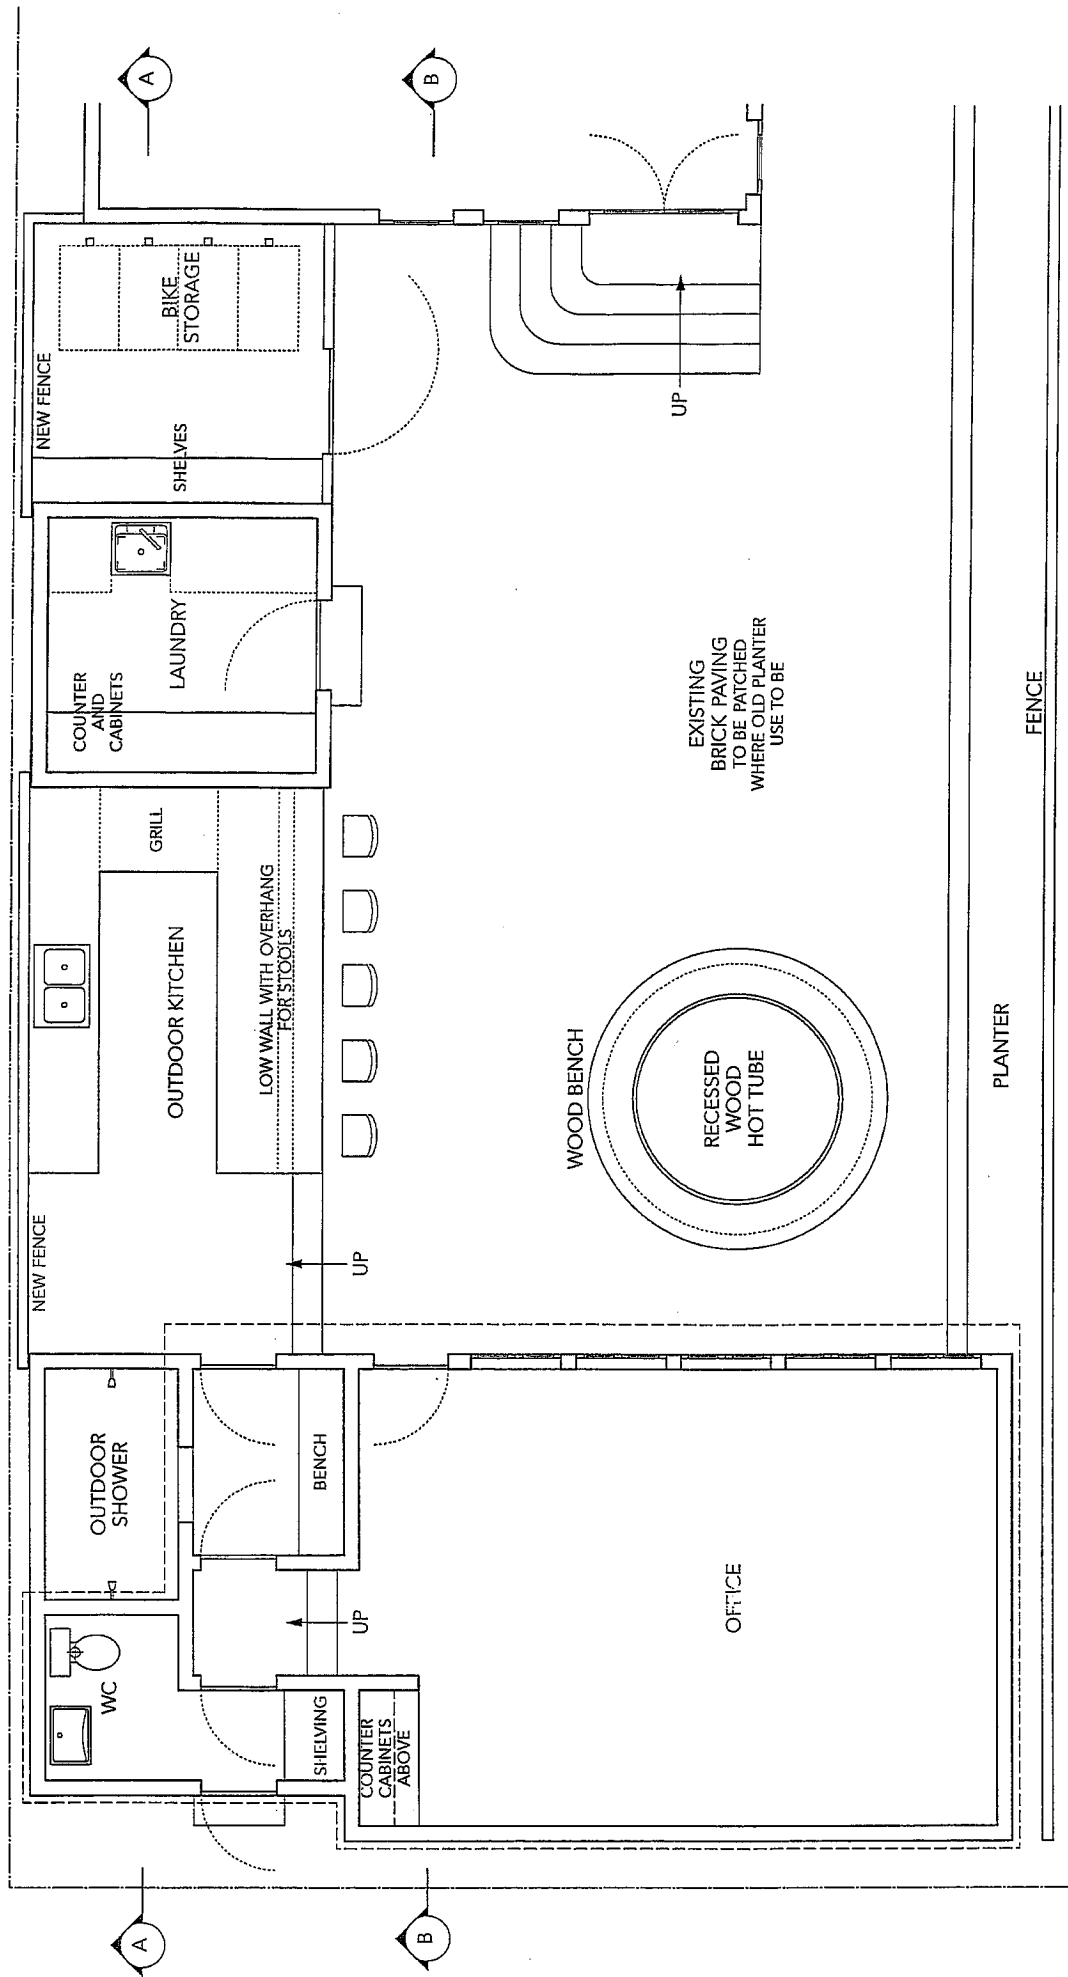 A
B
NEW FENCE
BIKE
STORAGE
SHELVES
UP
COUNTER
AND
CABINETS
LAUNDRY
EXISTING
BRICK PAVING
TO BE PATCHED
WHERE OLD PLANTER
USE TO BE
FENCE
GRILL
OUTDOOR KITCHEN
LOW WALL WITH OVERHANG
FOR STOOLS
WOOD BENCH
RECESSED
WOOD
HOT TUBE
PLANTER
NEW FENCE
UP
OUTDOOR
SHOWER
BENCH
OFFICE
UP
WC
SHELVING
COUNTER
CABINETS
ABOVE
A
B